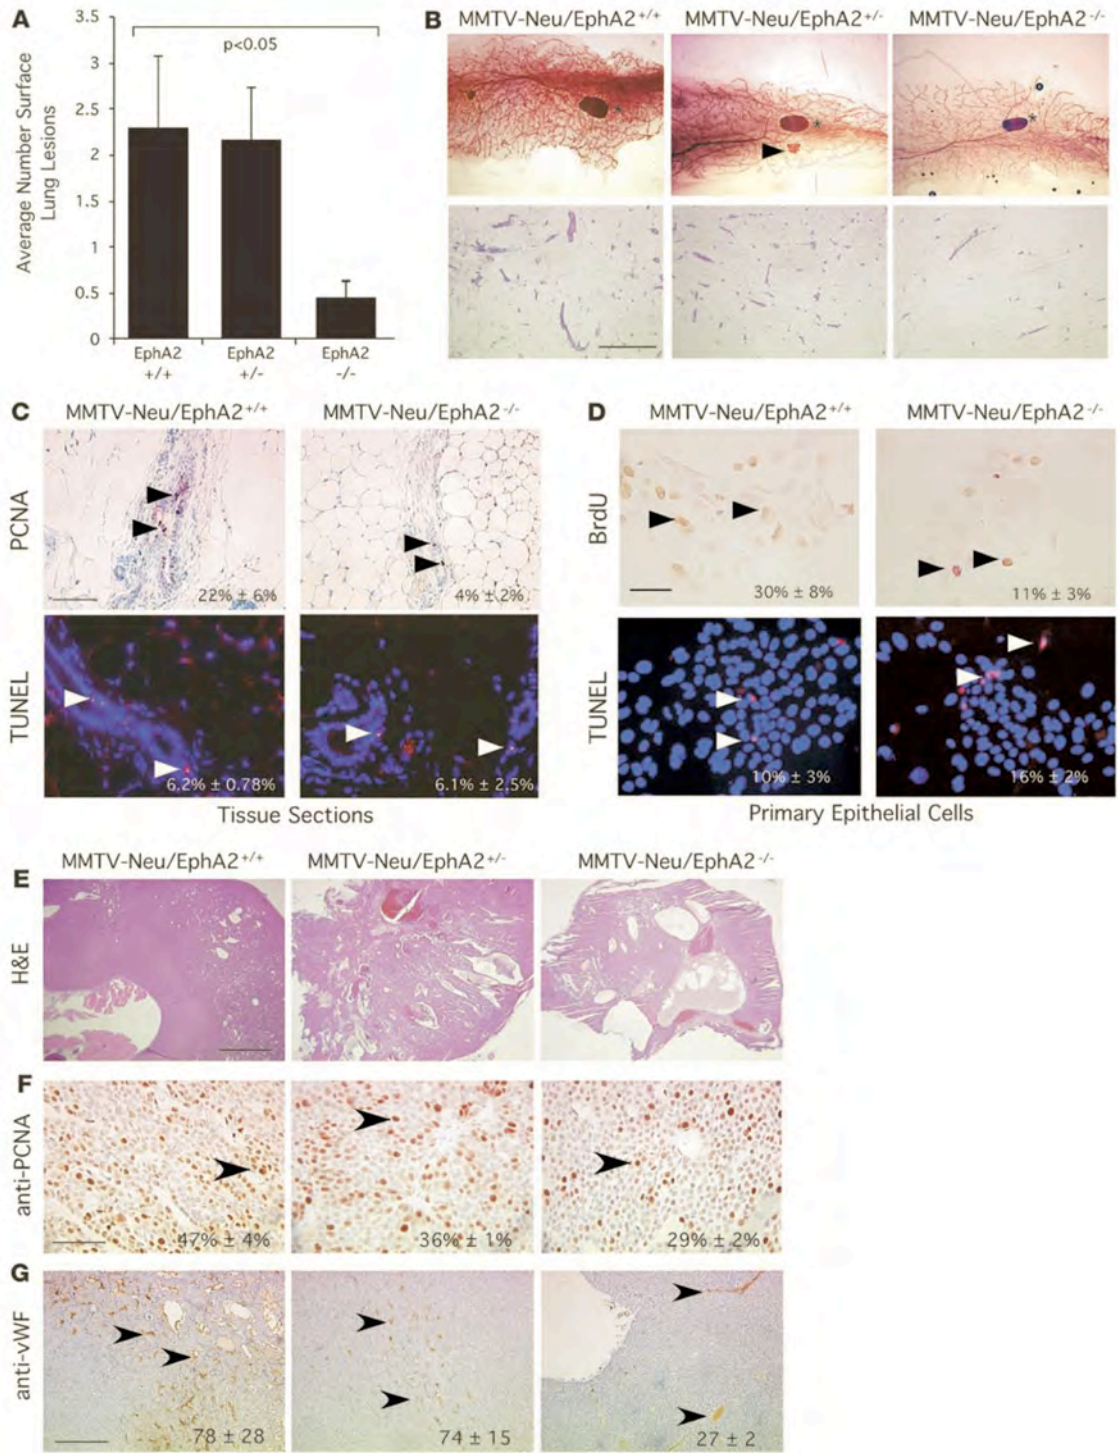 A
Average Number Surface
Lung Lesions
3.5
3
2.5
2
1.5
1
0.5
0
p<0.05
EphA2
+/+
EphA2
+/-
EphA2
-/-
B
MMTV-Neu/EphA2+/+ MMTV-Neu/EphA2+/- MMTV-Neu/EphA2-/-
*
*
*
C
MMTV-Neu/EphA2+/+ MMTV-Neu/EphA2-/-
PCNA
22% ± 6%
4% ± 2%
TUNEL
6.2% ± 0.78%
6.1% ± 2.5%
Tissue Sections
D
MMTV-Neu/EphA2+/+ MMTV-Neu/EphA2-/-
BrdU
30% ± 8%
11% ± 3%
TUNEL
10% ± 3%
16% ± 2%
Primary Epithelial Cells
MMTV-Neu/EphA2+/+ MMTV-Neu/EphA2+/- MMTV-Neu/EphA2-/-
E
H&E
F
anti-PCNA
47% ± 4%
36% ± 1%
29% ± 2%
G
anti-vWF
78 ± 28
74 ± 15
27 ± 2